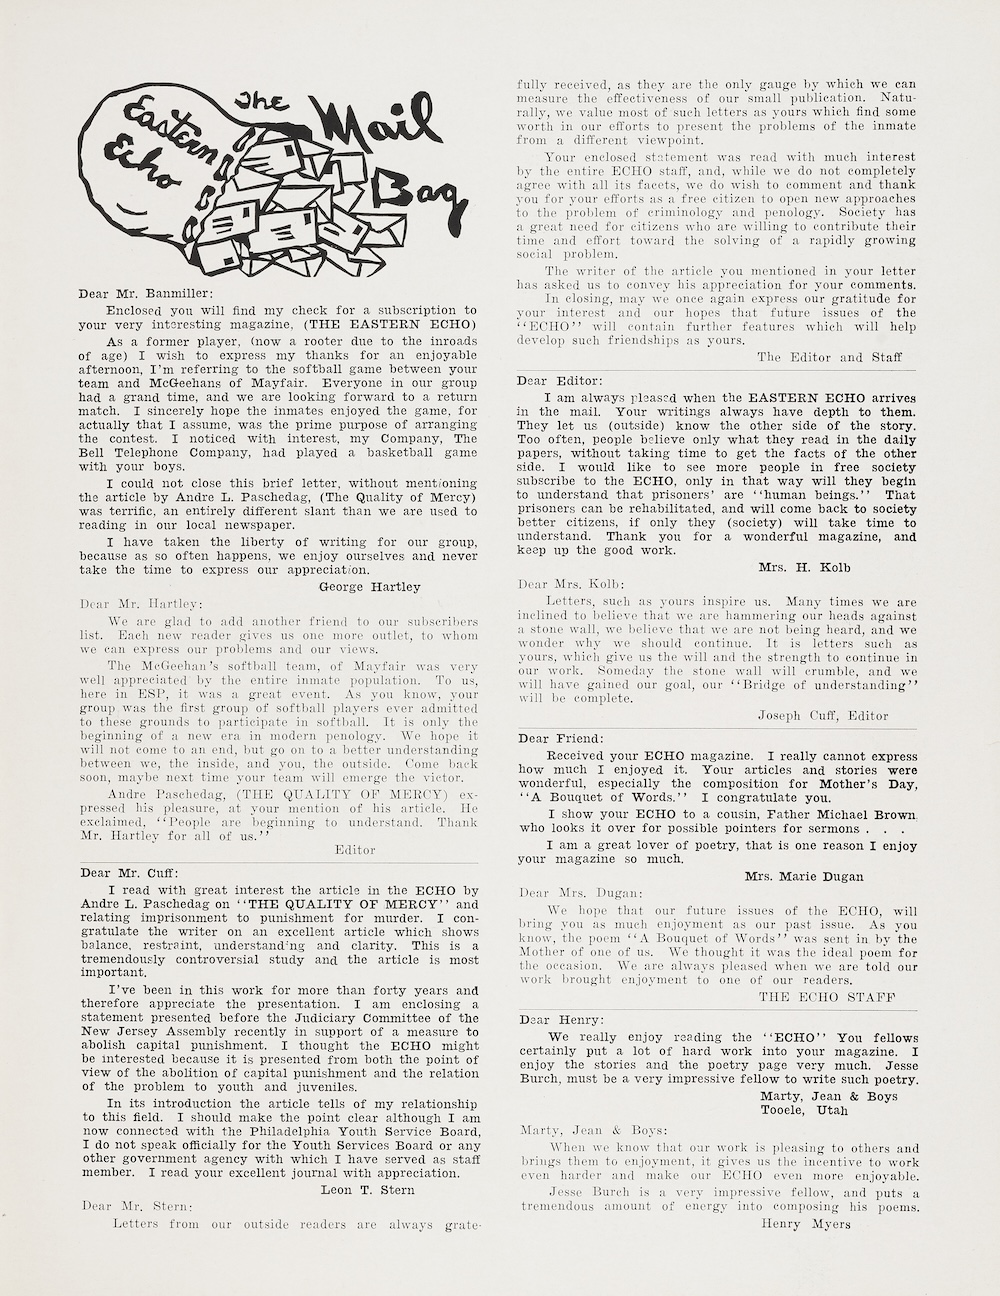 Eastern
Echo
The
Mail
Bag
Dear Mr. Banmiller:
Enclosed you will find my check for a subscription to
your very interesting magazine, (THE EASTERN ECHO)
As a former player, (now a rooter due to the inroads
of age) I wish to express my thanks for an enjoyable
afternoon, I'm referring to the softball game between your
team and McGeehans of Mayfair. Everyone in our group
had a grand time, and we are looking forward to a return
match. I sincerely hope the inmates enjoyed the game, for
actually that I assume, was the prime purpose of arranging
the contest. I noticed with interest, my Company, The
Bell Telephone Company, had played a basketball game
with your boys.
I could not close this brief letter, without mentioning
the article by Andre L. Paschedag, (The Quality of Mercy)
was terrific, an entirely different slant than we are used to
reading in our local newspaper.
I have taken the liberty of writing for our group,
because as so often happens, we enjoy ourselves and never
take the time to express our appreciation.
George Hartley
Dear Mr. Hartley:
We are glad to add another friend to our subscribers
list. Each new reader gives us one more outlet, to whom
we can express our problems and our views.
The McGeehan's softball team, of Mayfair was very
well appreciated by the entire inmate population. To us,
here in ESP, it was a great event. As you know, your
group was the first group of softball players ever admitted
to these grounds to participate in softball. It is only the
beginning of a new era in modern penology. We hope it
will not come to an end, but go on to a better understanding
between we, the inside, and you, the outside. Come back
soon, maybe next time your team will emerge the victor.
Andre Paschedag, (THE QUALITY OF MERCY) ex-
pressed his pleasure, at your mention of his article. He
exclaimed, ‘‘People are beginning to understand. Thank
Mr. Hartley for all of us.’’
Editor
Dear Mr. Cuff:
I read with great interest the article in the ECHO by
Andre L. Paschedag on ‘‘THE QUALITY OF MERCY’’ and
relating imprisonment to punishment for murder. I con-
gratulate the writer on an excellent article which shows
balance, restraint, understanding and clarity. This is a
tremendously controversial study and the article is most
important.
I've been in this work for more than forty years and
therefore appreciate the presentation. I am enclosing a
statement presented before the Judiciary Committee of the
New Jersey Assembly recently in support of a measure to
abolish capital punishment. I thought the ECHO might
be interested because it is presented from both the point of
view of the abolition of capital punishment and the relation
of the problem to youth and juveniles.
In its introduction the article tells of my relationship
to this field. I should make the point clear although I am
now connected with the Philadelphia Youth Service Board,
I do not speak officially for the Youth Services Board or any
other government agency with which I have served as staff
member. I read your excellent journal with appreciation.
Leon T. Stern
Dear Mr. Stern:
Letters from our outside readers are always grate-
fully received, as they are the only gauge by which we can
measure the effectiveness of our small publication. Natu-
rally, we value most of such letters as yours which find some
worth in our efforts to present the problems of the inmate
from a different viewpoint.
Your enclosed statement was read with much interest
by the entire ECHO staff, and, while we do not completely
agree with all its facets, we do wish to comment and thank
you for your efforts as a free citizen to open new approaches
to the problem of criminology and penology. Society has
a great need for citizens who are willing to contribute their
time and effort toward the solving of a rapidly growing
social problem.
The writer of the article you mentioned in your letter
has asked us to convey his appreciation for your comments.
In closing, may we once again express our gratitude for
your interest and our hopes that future issues of the
‘‘ECHO’’ will contain further features which will help
develop such friendships as yours.
The Editor and Staff
Dear Editor:
I am always pleased when the EASTERN ECHO arrives
in the mail. Your writings always have depth to them.
They let us (outside) know the other side of the story.
Too often, people believe only what they read in the daily
papers, without taking time to get the facts of the other
side. I would like to see more people in free society
subscribe to the ECHO, only in that way will they begin
to understand that prisoners' are ‘‘human beings.’’ That
prisoners can be rehabilitated, and will come back to society
better citizens, if only they (society) will take time to
understand. Thank you for a wonderful magazine, and
keep up the good work.
Mrs. H. Kolb
Dear Mrs. Kolb:
Letters, such as yours inspire us. Many times we are
inclined to believe that we are hammering our heads against
a stone wall, we believe that we are not being heard, and we
wonder why we should continue. It is letters such as
yours, which give us the will and the strength to continue in
our work. Someday the stone wall will crumble, and we
will have gained our goal, our ‘‘Bridge of understanding’’
will be complete.
Joseph Cuff, Editor
Dear Friend:
Received your ECHO magazine. I really cannot express
how much I enjoyed it. Your articles and stories were
wonderful, especially the composition for Mother's Day,
‘‘A Bouquet of Words.’’ I congratulate you.
I show your ECHO to a cousin, Father Michael Brown
who looks it over for possible pointers for sermons . . .
I am a great lover of poetry, that is one reason I enjoy
your magazine so much.
Mrs. Marie Dugan
Dear Mrs. Dugan:
We hope that our future issues of the ECHO, will
bring you as much enjoyment as our past issue. As you
know, the poem ‘‘A Bouquet of Words’’ was sent in by the
Mother of one of us. We thought it was the ideal poem for
the occasion. We are always pleased when we are told our
work brought enjoyment to one of our readers.
THE ECHO STAFF
Dear Henry:
We really enjoy reading the ‘‘ECHO’’ You fellows
certainly put a lot of hard work into your magazine. I
enjoy the stories and the poetry page very much. Jesse
Burch, must be a very impressive fellow to write such poetry.
Marty, Jean & Boys
Tooele, Utah
Marty, Jean & Boys:
When we know that our work is pleasing to others and
brings them to enjoyment, it gives us the incentive to work
even harder and make our ECHO even more enjoyable.
Jesse Burch is a very impressive fellow, and puts a
tremendous amount of energy into composing his poems.
Henry Myers